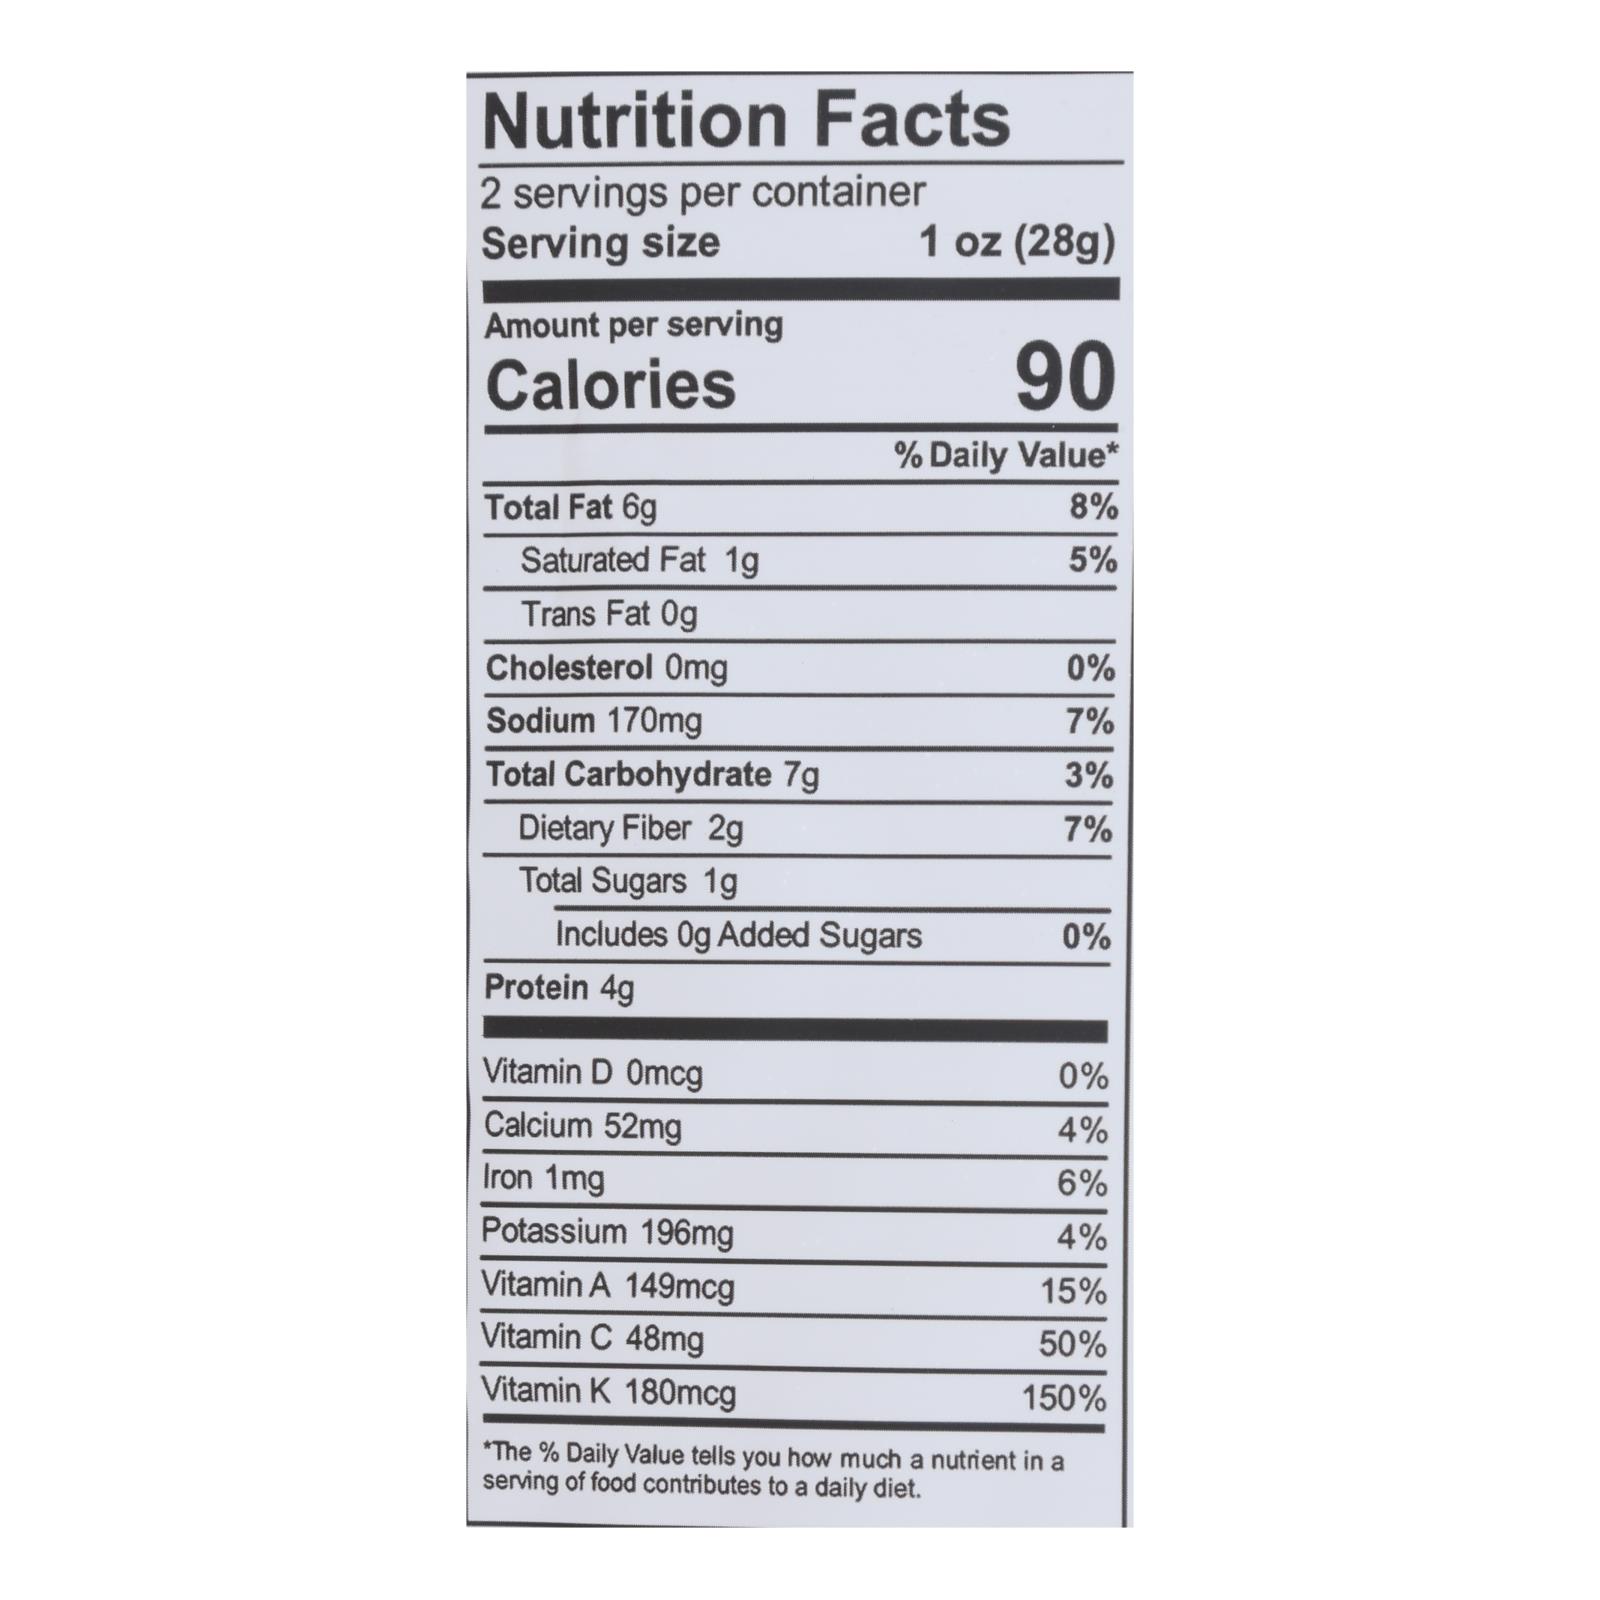 Nutrition Facts
2 servings per container
Serving size 1 oz (28g)
Amount per serving
Calories 90
% Daily Value*
Total Fat 6g 8%
Saturated Fat 1g 5%
Trans Fat 0g
Cholesterol 0mg 0%
Sodium 170mg 7%
Total Carbohydrate 7g 3%
Dietary Fiber 2g 7%
Total Sugars 1g
Includes 0g Added Sugars 0%
Protein 4g
Vitamin D 0mcg 0%
Calcium 52mg 4%
Iron 1mg 6%
Potassium 196mg 4%
Vitamin A 149mcg 15%
Vitamin C 48mg 50%
Vitamin K 180mcg 150%
*The % Daily Value tells you how much a nutrient in a
serving of food contributes to a daily diet.